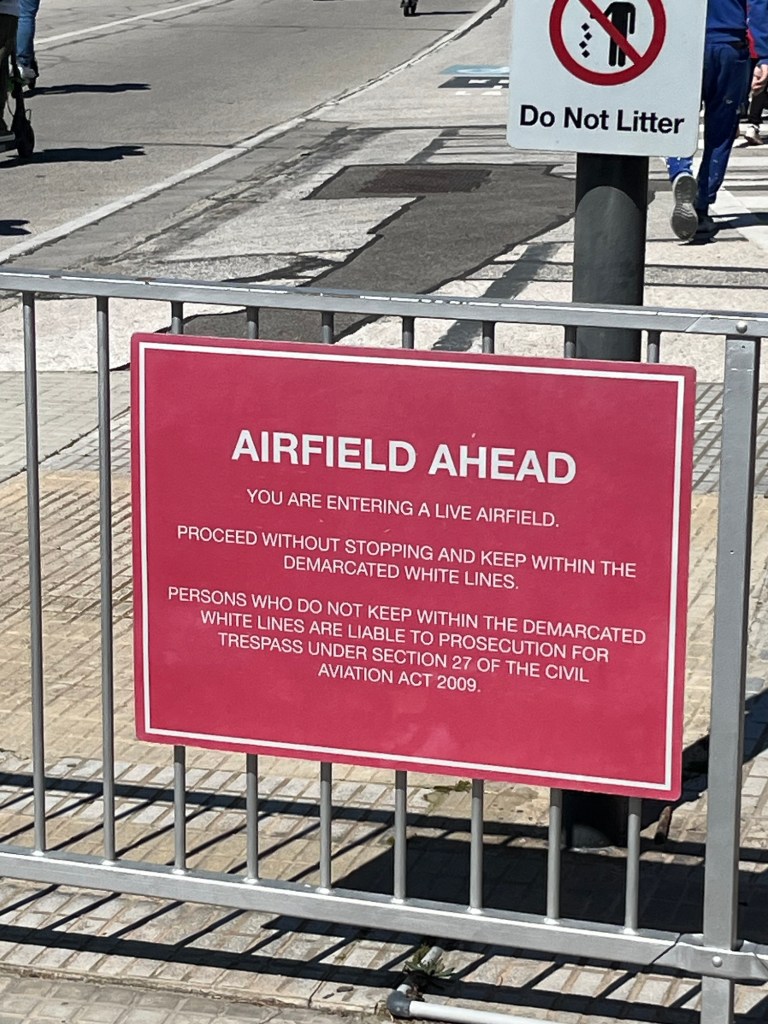 Do Not Litter
AIRFIELD AHEAD
YOU ARE ENTERING A LIVE AIRFIELD.
PROCEED WITHOUT STOPPING AND KEEP WITHIN THE
DEMARCATED WHITE LINES.
PERSONS WHO DO NOT KEEP WITHIN THE DEMARCATED
WHITE LINES ARE LIABLE TO PROSECUTION FOR
TRESPASS UNDER SECTION 27 OF THE CIVIL
AVIATION ACT 2009.